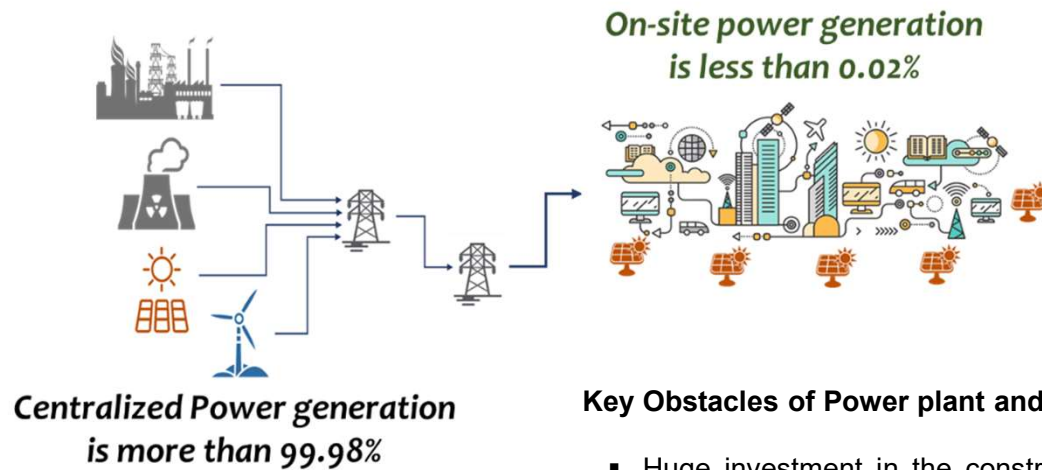 On-site power generation
is less than 0.02%
Centralized Power generation
is more than 99.98%
Key Obstacles of Power plant and
Huge investment in the